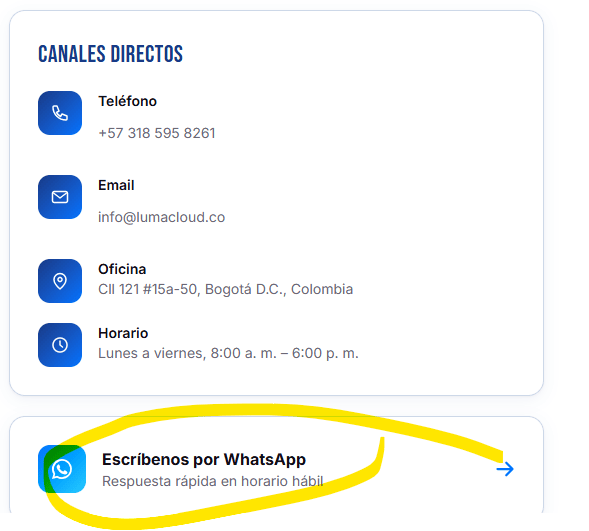 CANALES DIRECTOS
Teléfono
+57 318 595 8261
Email
info@lumacloud.co
Oficina
Cll 121 #15a-50, Bogotá D.C., Colombia
Horario
Lunes a viernes, 8:00 a. m. – 6:00 p. m.
Escríbenos por WhatsApp
Respuesta rápida en horario hábil